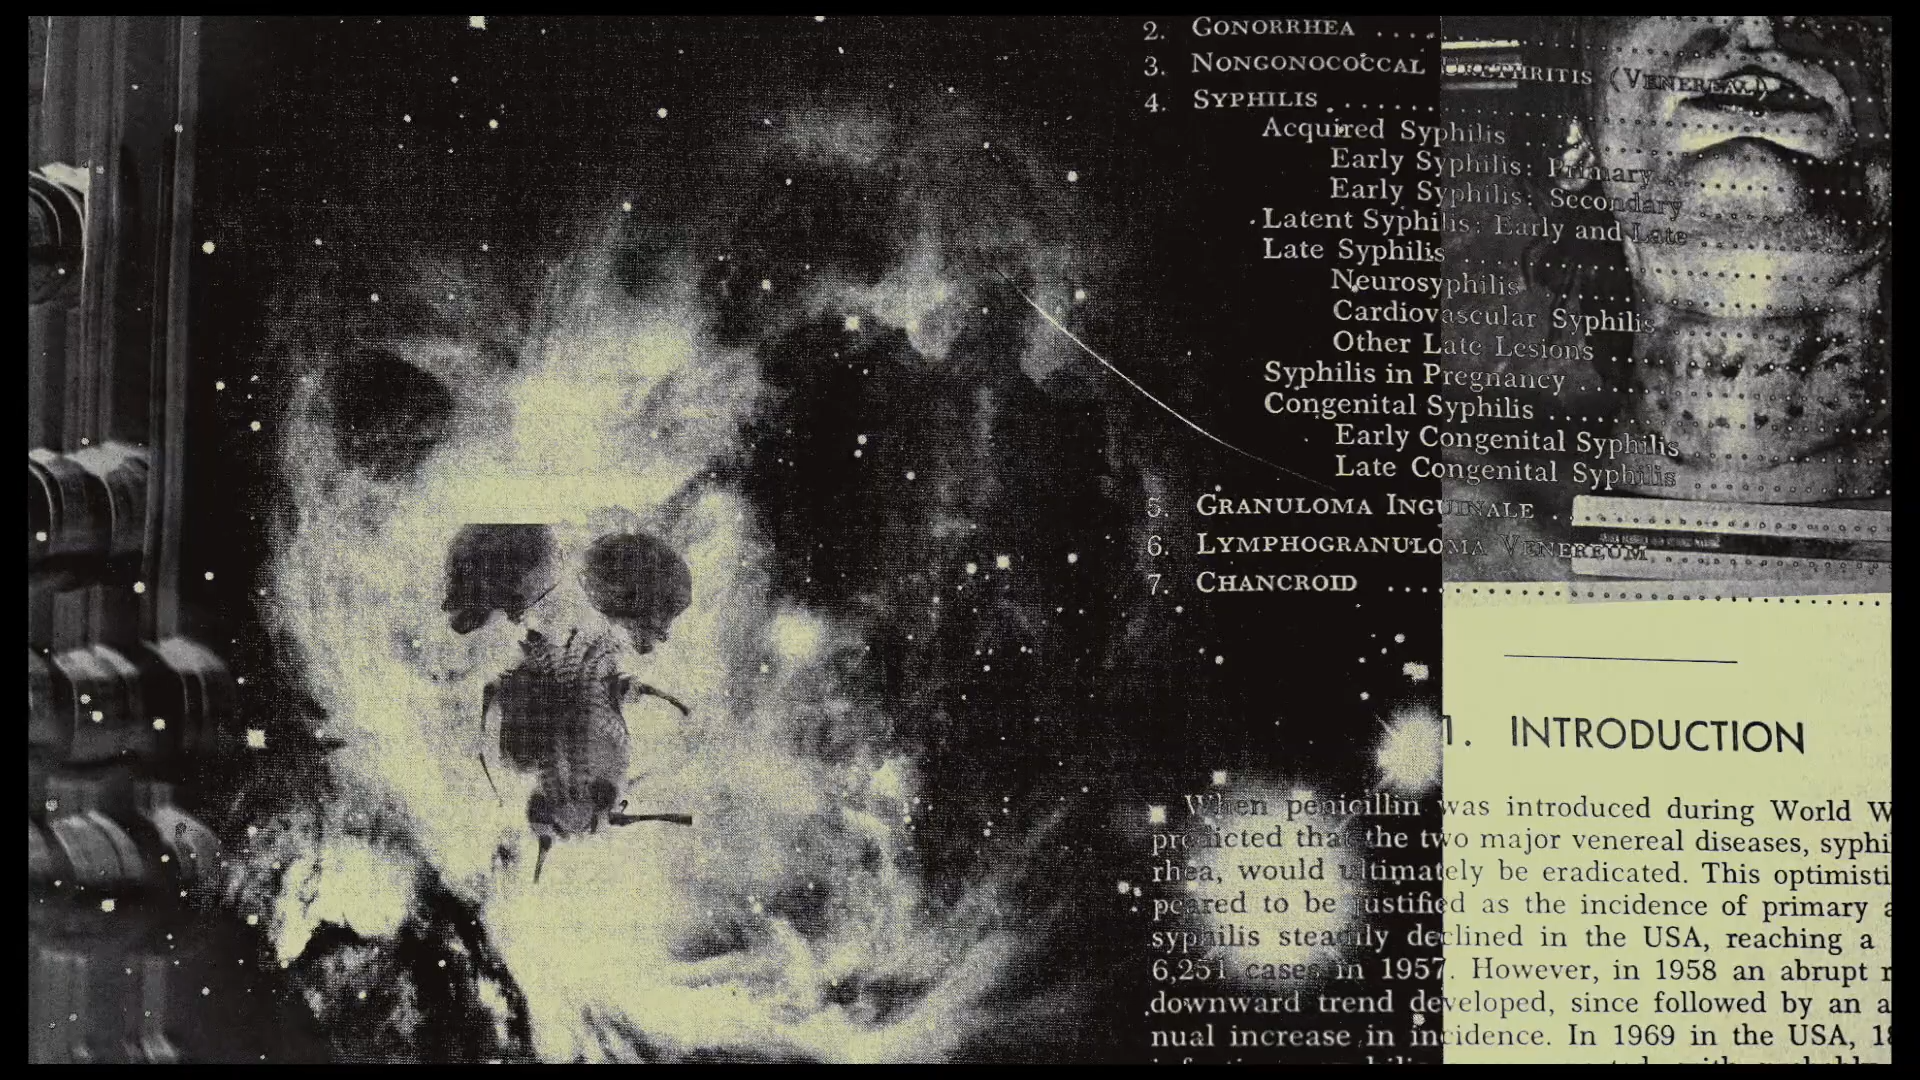 2. GONORRHEA ....
3. NONGONOCOCCAL URETHRITIS (VENEREAL)
4. SYPHILIS .......
Acquired Syphilis ....
Early Syphilis: Primary
Early Syphilis: Secondary
Latent Syphilis: Early and Late
Late Syphilis
Neurosyphilis
Cardiovascular Syphilis
Other Late Lesions
Syphilis in Pregnancy
Congenital Syphilis
Early Congenital Syphilis
Late Congenital Syphilis
5. GRANULOMA INGUINALE
6. LYMPHOGRANULOMA VENEREUM
7. CHANCROID ....
1. INTRODUCTION
When penicillin was introduced during World W
predicted that the two major venereal diseases, syphi
rhea, would ultimately be eradicated. This optimisti
peared to be justified as the incidence of primary a
syphilis steadily declined in the USA, reaching a
6,251 cases in 1957. However, in 1958 an abrupt r
downward trend developed, since followed by an a
nual increase in incidence. In 1969 in the USA, 18